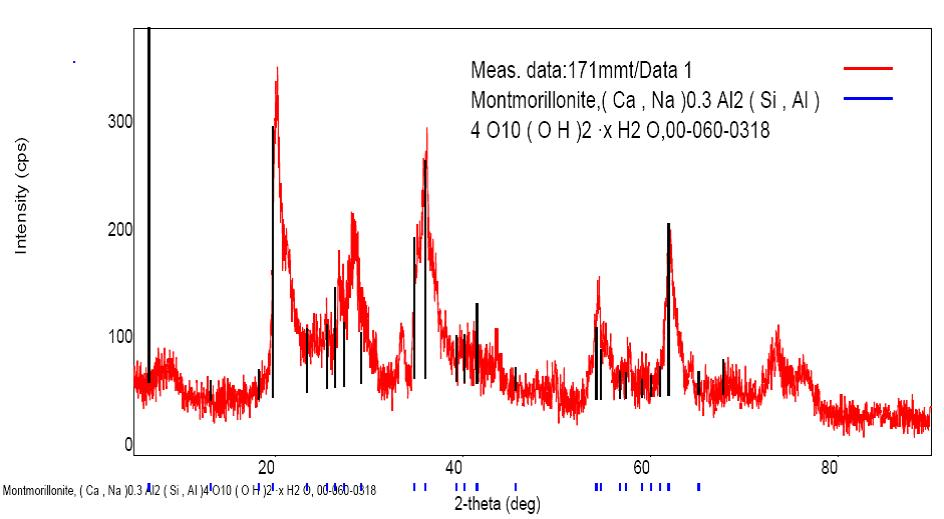 Meas. data:171mmt/Data 1
Montmorillonite,( Ca , Na )0.3 Al2 ( Si , Al )
4 O10 ( O H )2 ·x H2 O,00-060-0318
Intensity (cps)
300
200
100
0
20 40 60 80
Montmorillonite, ( Ca , Na )0.3 Al2 ( Si , Al )4 O10 ( O H )2 ·x H2 O, 00-060-0318
2-theta (deg)